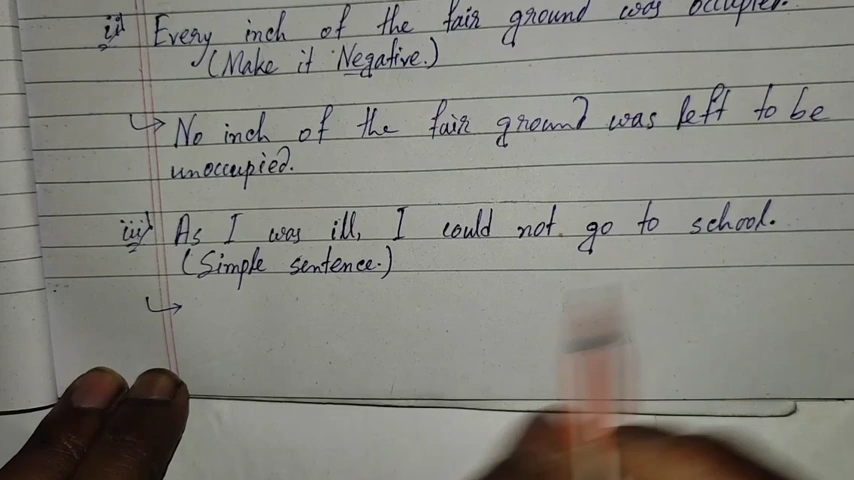 ii) Every inch of the fair ground was occupied.
(Make it Negative.)
↳ No inch of the fair ground was left to be
unoccupied.
iii) As I was ill, I could not go to school.
(Simple sentence.)
↳